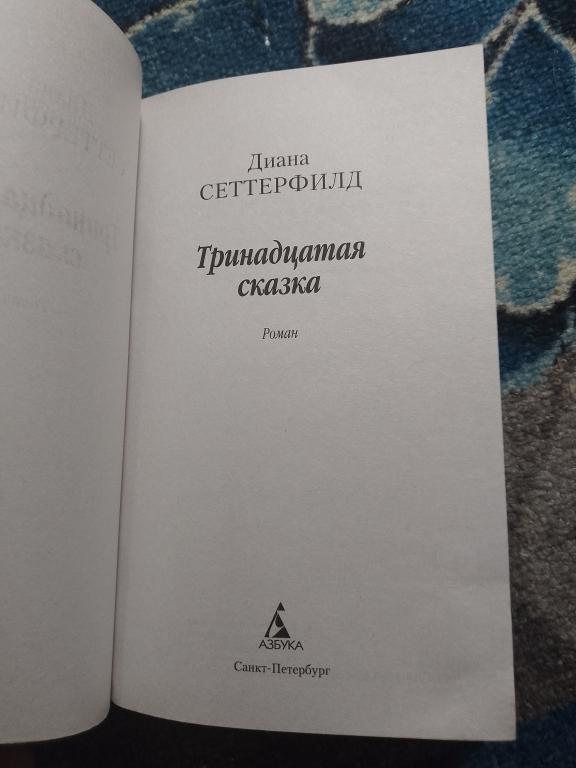 Диана
СЕТТЕРФИЛД
Тринадцатая
сказка
Роман
АЗБУКА
Санкт-Петербург